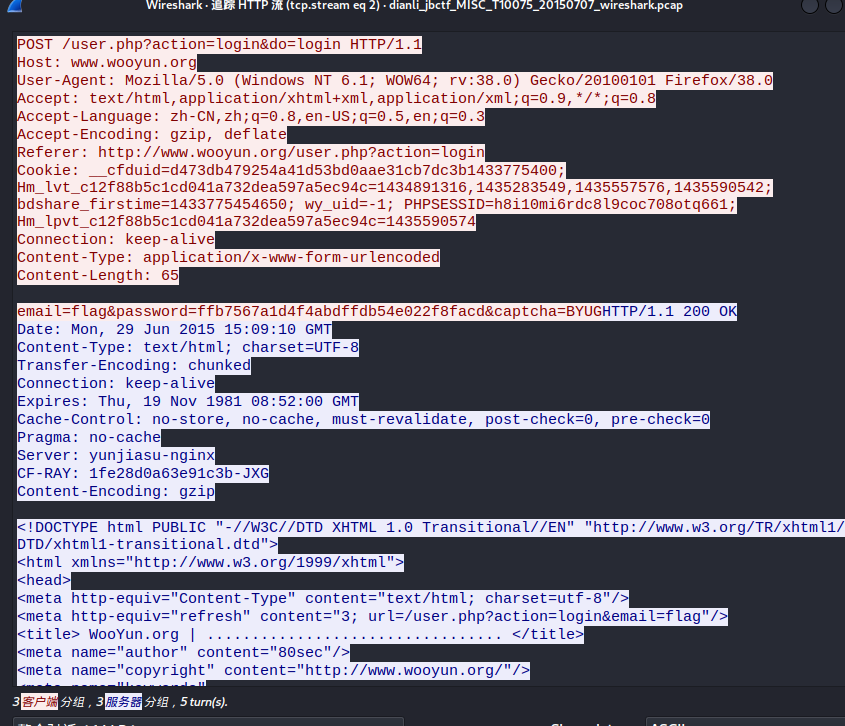 Wireshark · 追踪 HTTP 流 (tcp.stream eq 2) · dianli_jbctf_MISC_T10075_20150707_wireshark.pcap
POST /user.php?action=login&do=login HTTP/1.1
Host: www.wooyun.org
User-Agent: Mozilla/5.0 (Windows NT 6.1; WOW64; rv:38.0) Gecko/20100101 Firefox/38.0
Accept: text/html,application/xhtml+xml,application/xml;q=0.9,*/*;q=0.8
Accept-Language: zh-CN,zh;q=0.8,en-US;q=0.5,en;q=0.3
Accept-Encoding: gzip, deflate
Referer: http://www.wooyun.org/user.php?action=login
Cookie: __cfduid=d473db479254a41d53bd0aae31cb7dc3b1433775400;
Hm_lvt_c12f88b5c1cd041a732dea597a5ec94c=1434891316,1435283549,1435557576,1435590542;
bdshare_firstime=1433775454650; wy_uid=-1; PHPSESSID=h8i10mi6rdc8l9coc708otq661;
Hm_lpvt_c12f88b5c1cd041a732dea597a5ec94c=1435590574
Connection: keep-alive
Content-Type: application/x-www-form-urlencoded
Content-Length: 65
email=flag&password=ffb7567a1d4f4abdffdb54e022f8facd&captcha=BYUGHTTP/1.1 200 OK
Date: Mon, 29 Jun 2015 15:09:10 GMT
Content-Type: text/html; charset=UTF-8
Transfer-Encoding: chunked
Connection: keep-alive
Expires: Thu, 19 Nov 1981 08:52:00 GMT
Cache-Control: no-store, no-cache, must-revalidate, post-check=0, pre-check=0
Pragma: no-cache
Server: yunjiasu-nginx
CF-RAY: 1fe28d0a63e91c3b-JXG
Content-Encoding: gzip
<!DOCTYPE html PUBLIC "-//W3C//DTD XHTML 1.0 Transitional//EN" "http://www.w3.org/TR/xhtml1/
DTD/xhtml1-transitional.dtd">
<html xmlns="http://www.w3.org/1999/xhtml">
<head>
<meta http-equiv="Content-Type" content="text/html; charset=utf-8"/>
<meta http-equiv="refresh" content="3; url=/user.php?action=login&email=flag"/>
<title> WooYun.org | ................................. </title>
<meta name="author" content="80sec"/>
<meta name="copyright" content="http://www.wooyun.org/"/>
<meta name="keywords"
3 客户端 分组，3 服务器 分组，5 turn(s).